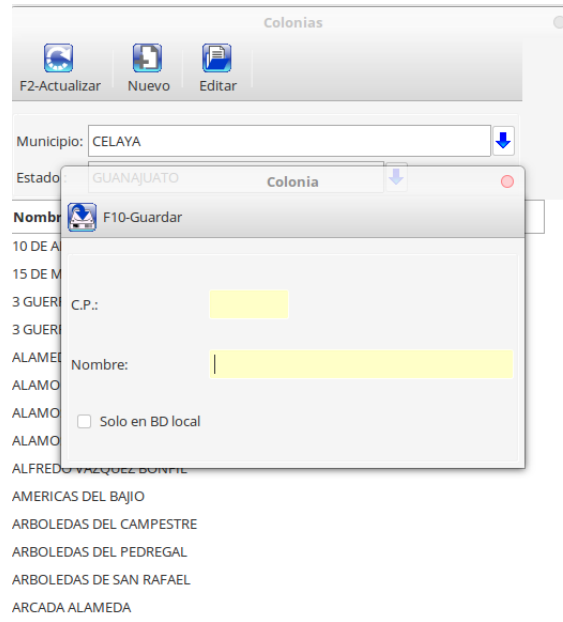 Colonias
F2-Actualizar Nuevo Editar
Municipio: CELAYA
Estado: GUANAJUATO
Colonia
F10-Guardar
C.P.:
Nombre:
Solo en BD local
Nombr
10 DE A
15 DE M
3 GUER
3 GUER
ALAMED
ALAMO
ALAMO
ALAMO
ALFREDO VAZQUEZ BONFIL
AMERICAS DEL BAJIO
ARBOLEDAS DEL CAMPESTRE
ARBOLEDAS DEL PEDREGAL
ARBOLEDAS DE SAN RAFAEL
ARCADA ALAMEDA